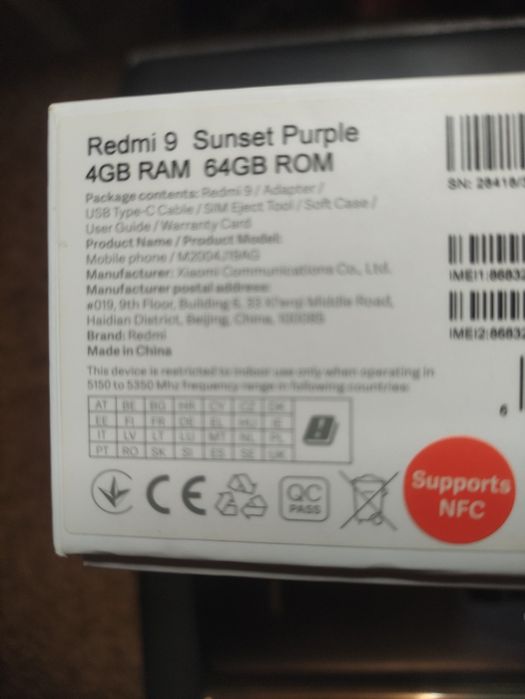 Redmi 9 Sunset Purple
4GB RAM 64GB ROM
Package contents: Redmi 9 / Adapter /
USB Type-C Cable / SIM Eject Tool / Soft Case /
User Guide / Warranty Card
Product Name / Product Model:
Mobile phone / M2004J19AG
Manufacturer: Xiaomi Communications Co., Ltd.
Manufacturer postal address:
#019, 9th Floor, Building 6, 33 Xi'erqi Middle Road,
Haidian District, Beijing, China, 100085
Brand: Redmi
Made in China
This device is restricted to indoor use only when operating in
5150 to 5350 Mhz frequency range in following countries:
AT BE BG HR CY CZ DK
EE FI FR DE EL HU IE
IT LV LT LU MT NL PL
PT RO SK SI ES SE UK
CE
QC
PASS
Supports
NFC
SN: 28418/
IMEI1:86832
IMEI2:86832
6